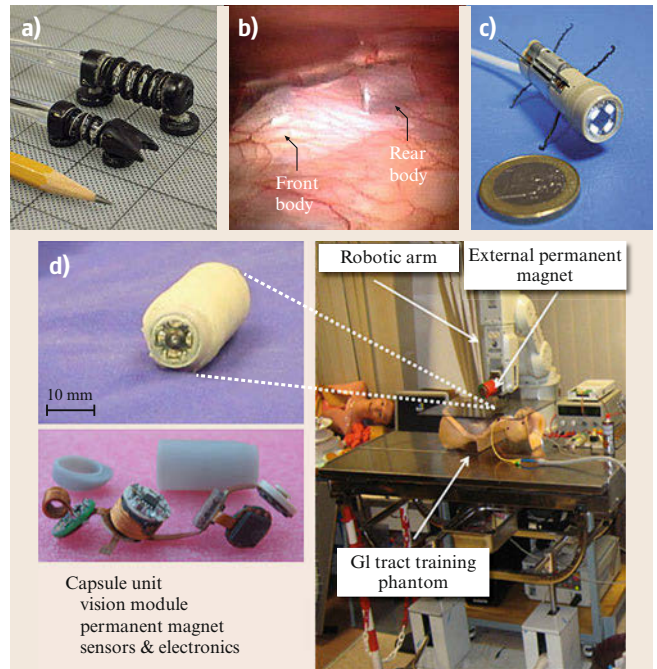 a)
b)
c)
Front
body
Rear
body
d)
10 mm
Robotic arm
External permanent
magnet
GI tract training
phantom
Capsule unit
vision module
permanent magnet
sensors & electronics